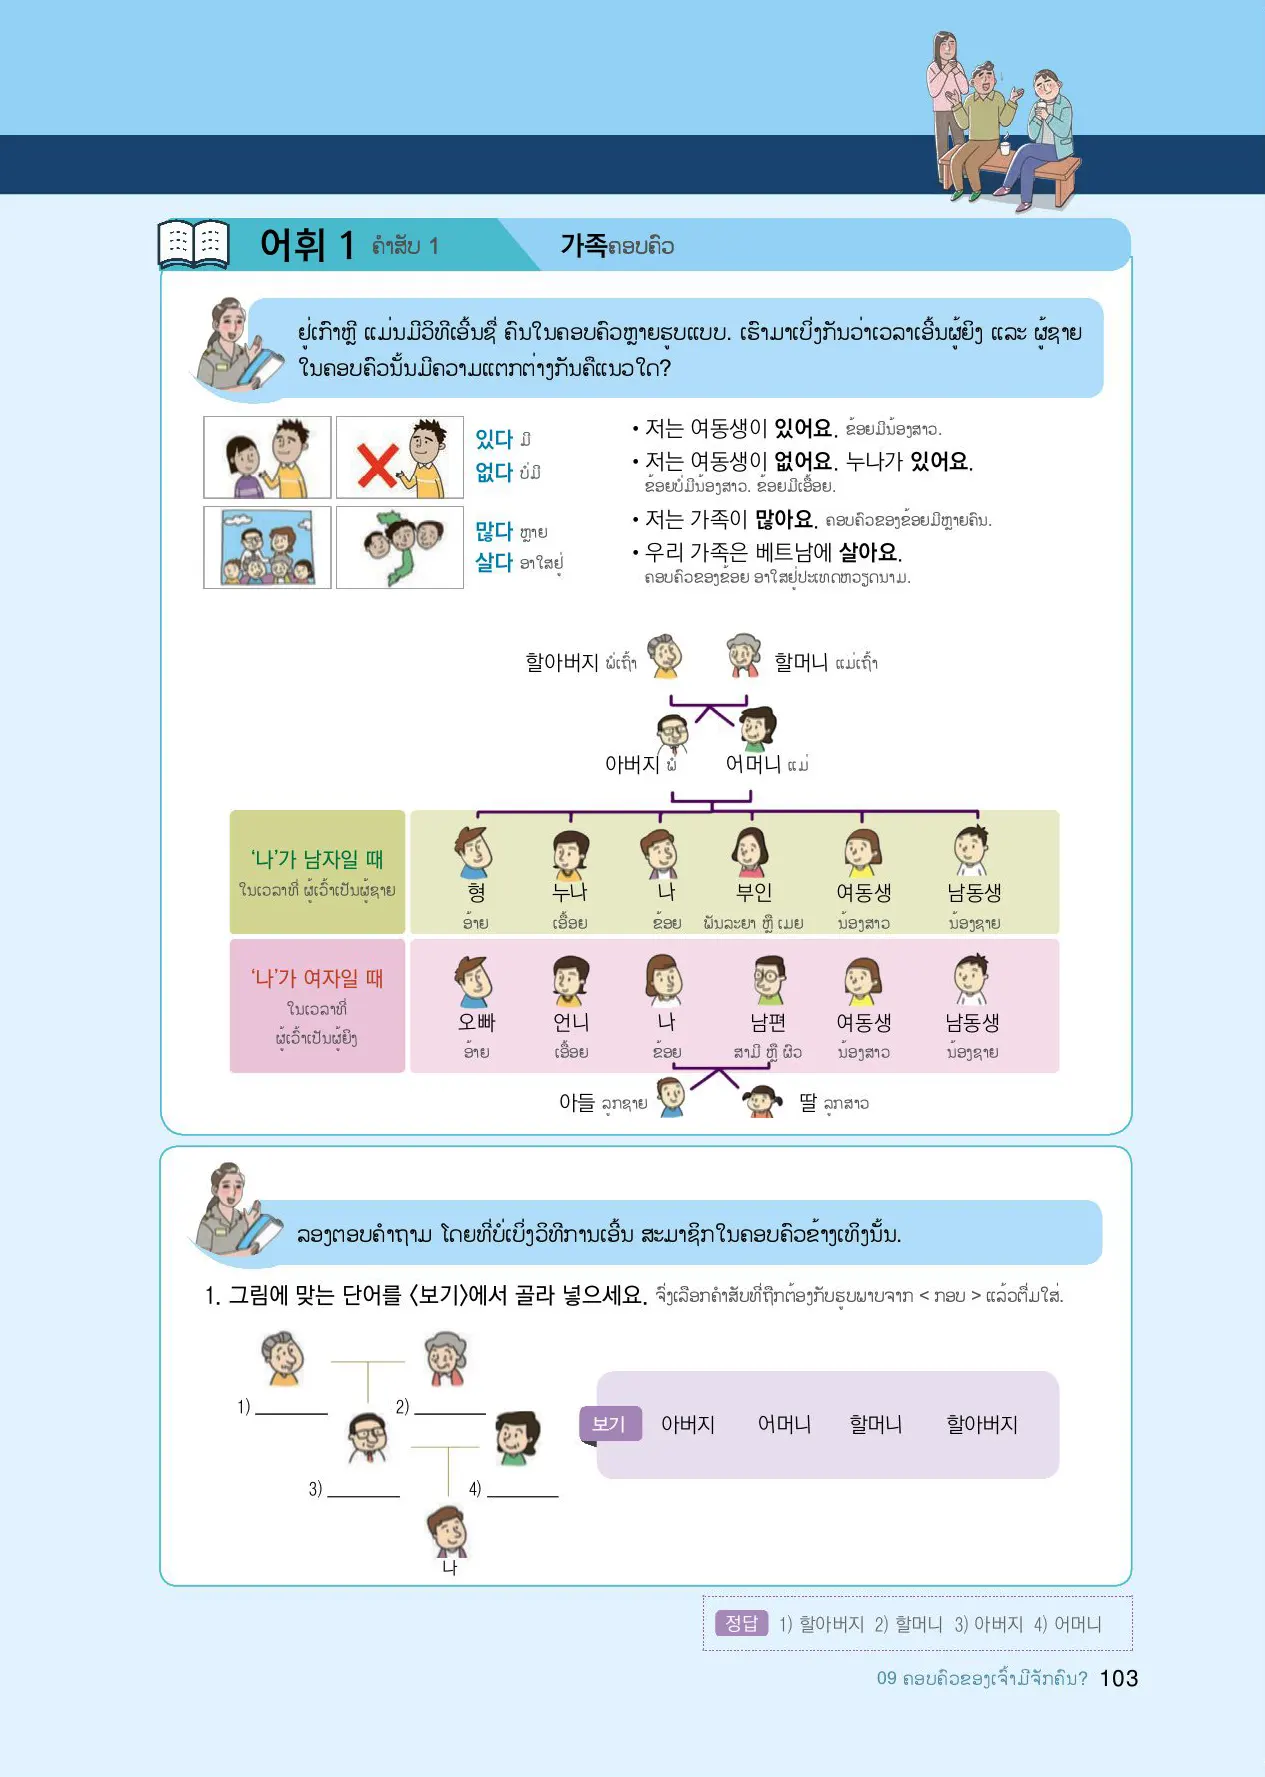 어휘 1 ຄຳສັບ 1 가족ຄອບຄົວ
ຢູ່ເກົາຫຼີ ແມ່ນມີວິທີເອີ້ນຊື່ ຄົນໃນຄອບຄົວຫຼາຍຮູບແບບ. ເຮົາມາເບິ່ງກັນວ່າເວລາເອີ້ນຜູ້ຍິງ ແລະ ຜູ້ຊາຍ
ໃນຄອບຄົວນັ້ນມີຄວາມແຕກຕ່າງກັນຄືແນວໃດ?
있다 ມີ
없다 ບໍ່ມີ
• 저는 여동생이 있어요. ຂ້ອຍມີນ້ອງສາວ.
• 저는 여동생이 없어요. 누나가 있어요.
ຂ້ອຍບໍ່ມີນ້ອງສາວ. ຂ້ອຍມີເອື້ອຍ.
많다 ຫຼາຍ
살다 ອາໃສຢູ່
• 저는 가족이 많아요. ຄອບຄົວຂອງຂ້ອຍມີຫຼາຍຄົນ.
• 우리 가족은 베트남에 살아요.
ຄອບຄົວຂອງຂ້ອຍ ອາໃສຢູ່ປະເທດຫວຽດນາມ.
할아버지 ພໍ່ເຖົ້າ 할머니 ແມ່ເຖົ້າ
아버지 ພໍ່ 어머니 ແມ່
‘나’가 남자일 때
ໃນເວລາທີ່ ຜູ້ເວົ້າເປັນຜູ້ຊາຍ
형 누나 나 부인 여동생 남동생
ອ້າຍ ເອື້ອຍ ຂ້ອຍ ພັນລະຍາ ຫຼື ເມຍ ນ້ອງສາວ ນ້ອງຊາຍ
‘나’가 여자일 때
ໃນເວລາທີ່
ຜູ້ເວົ້າເປັນຜູ້ຍິງ
오빠 언니 나 남편 여동생 남동생
ອ້າຍ ເອື້ອຍ ຂ້ອຍ ສາມີ ຫຼື ຜົວ ນ້ອງສາວ ນ້ອງຊາຍ
아들 ລູກຊາຍ 딸 ລູກສາວ
ລອງຕອບຄຳຖາມ ໂດຍທີ່ບໍ່ເບິ່ງວິທີການເອີ້ນ ສະມາຊິກໃນຄອບຄົວຂ້າງເທິງນັ້ນ.
1. 그림에 맞는 단어를 〈보기〉에서 골라 넣으세요. ຈົ່ງເລືອກຄຳສັບທີ່ຖືກຕ້ອງກັບຮູບພາບຈາກ < ກອບ > ແລ້ວຕື່ມໃສ່.
1) ________ 2) ________
보기 아버지 어머니 할머니 할아버지
3) ________ 4) ________
나
정답 1) 할아버지 2) 할머니 3) 아버지 4) 어머니
09 ຄອບຄົວຂອງເຈົ້າມີຈັກຄົນ? 103